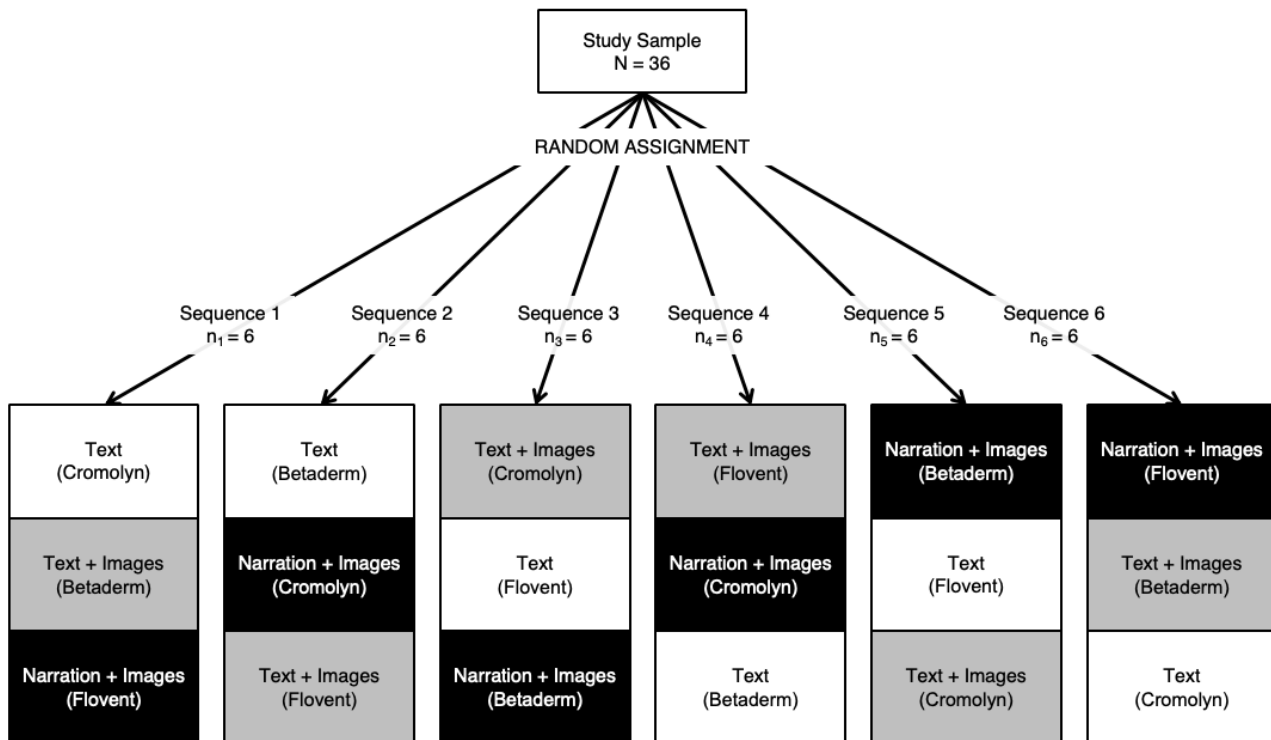 Study Sample
N = 36
RANDOM ASSIGNMENT
Sequence 1
n₁ = 6
Sequence 2
n₂ = 6
Sequence 3
n₃ = 6
Sequence 4
n₄ = 6
Sequence 5
n₅ = 6
Sequence 6
n₆ = 6
Text
(Cromolyn)
Text + Images
(Betaderm)
Narration + Images
(Flovent)
Text
(Betaderm)
Narration + Images
(Cromolyn)
Text + Images
(Flovent)
Text + Images
(Cromolyn)
Text
(Flovent)
Narration + Images
(Betaderm)
Text + Images
(Flovent)
Narration + Images
(Cromolyn)
Text
(Betaderm)
Narration + Images
(Betaderm)
Text
(Flovent)
Text + Images
(Cromolyn)
Narration + Images
(Flovent)
Text + Images
(Betaderm)
Text
(Cromolyn)